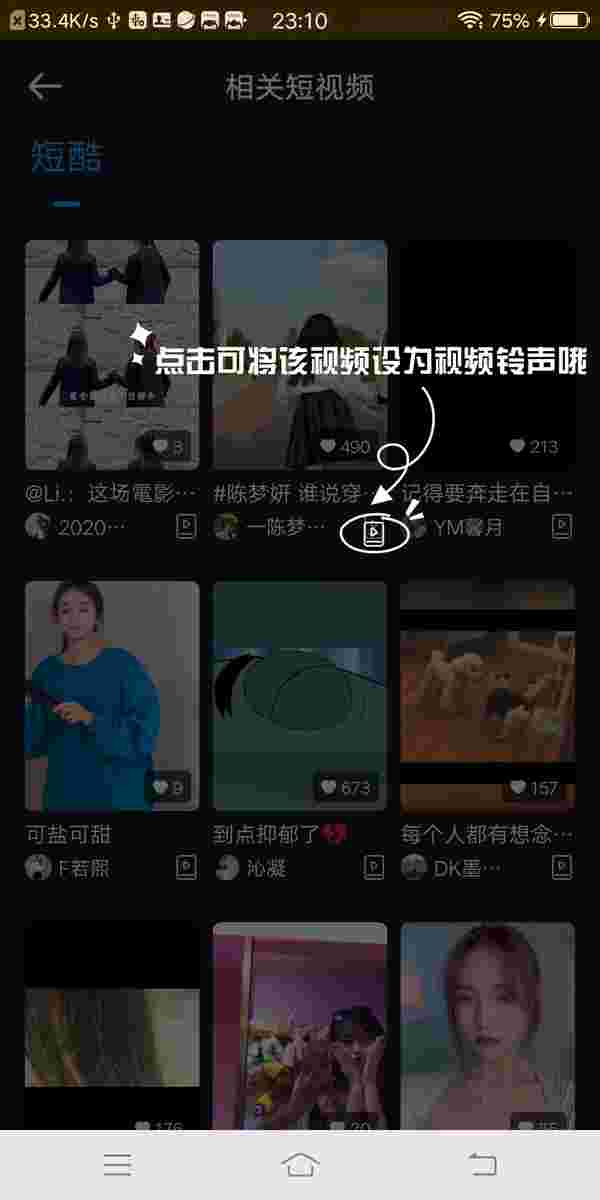 33.4K/s 23:10 75%
相关短视频
短酷
点击可将该视频设为视频铃声哦
3 490 213
@Li.：这场電影… #陈梦妍 谁说穿… 记得要奔走在自…
2020… 一陈梦… YM馨月
9 673 157
可盐可甜 到点抑郁了💔 每个人都有想念…
F若熙 沁凝 DK墨…
176 20